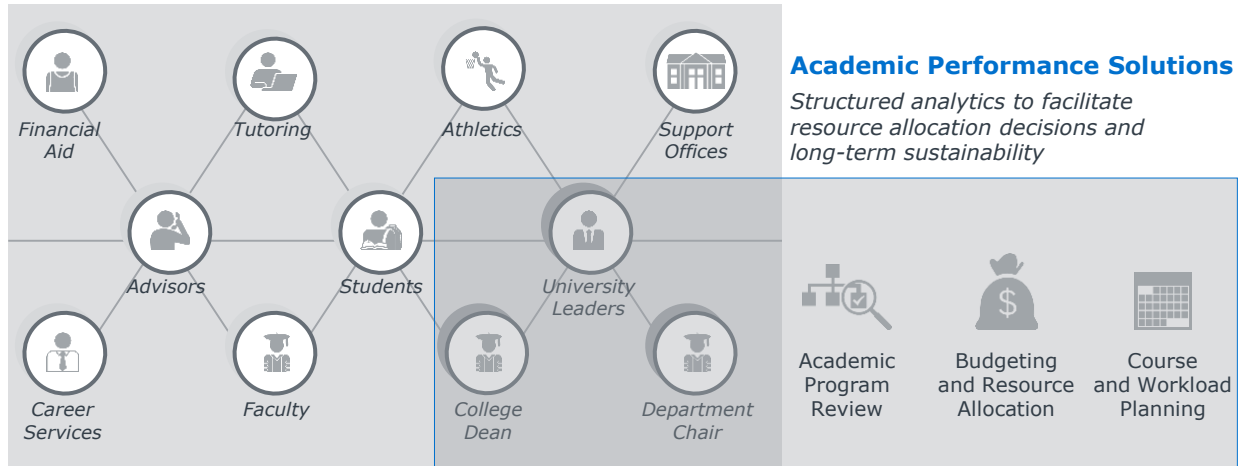 Academic Performance Solutions
Structured analytics to facilitate
resource allocation decisions and
long-term sustainability
Financial
Aid
Tutoring
Athletics
Support
Offices
Advisors
Students
University
Leaders
Career
Services
Faculty
College
Dean
Department
Chair
$
Academic
Program
Review
Budgeting
and Resource
Allocation
Course
and Workload
Planning